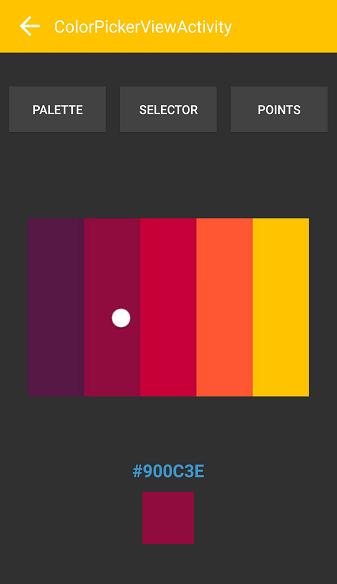 ColorPickerViewActivity
PALETTE
SELECTOR
POINTS
#900C3E